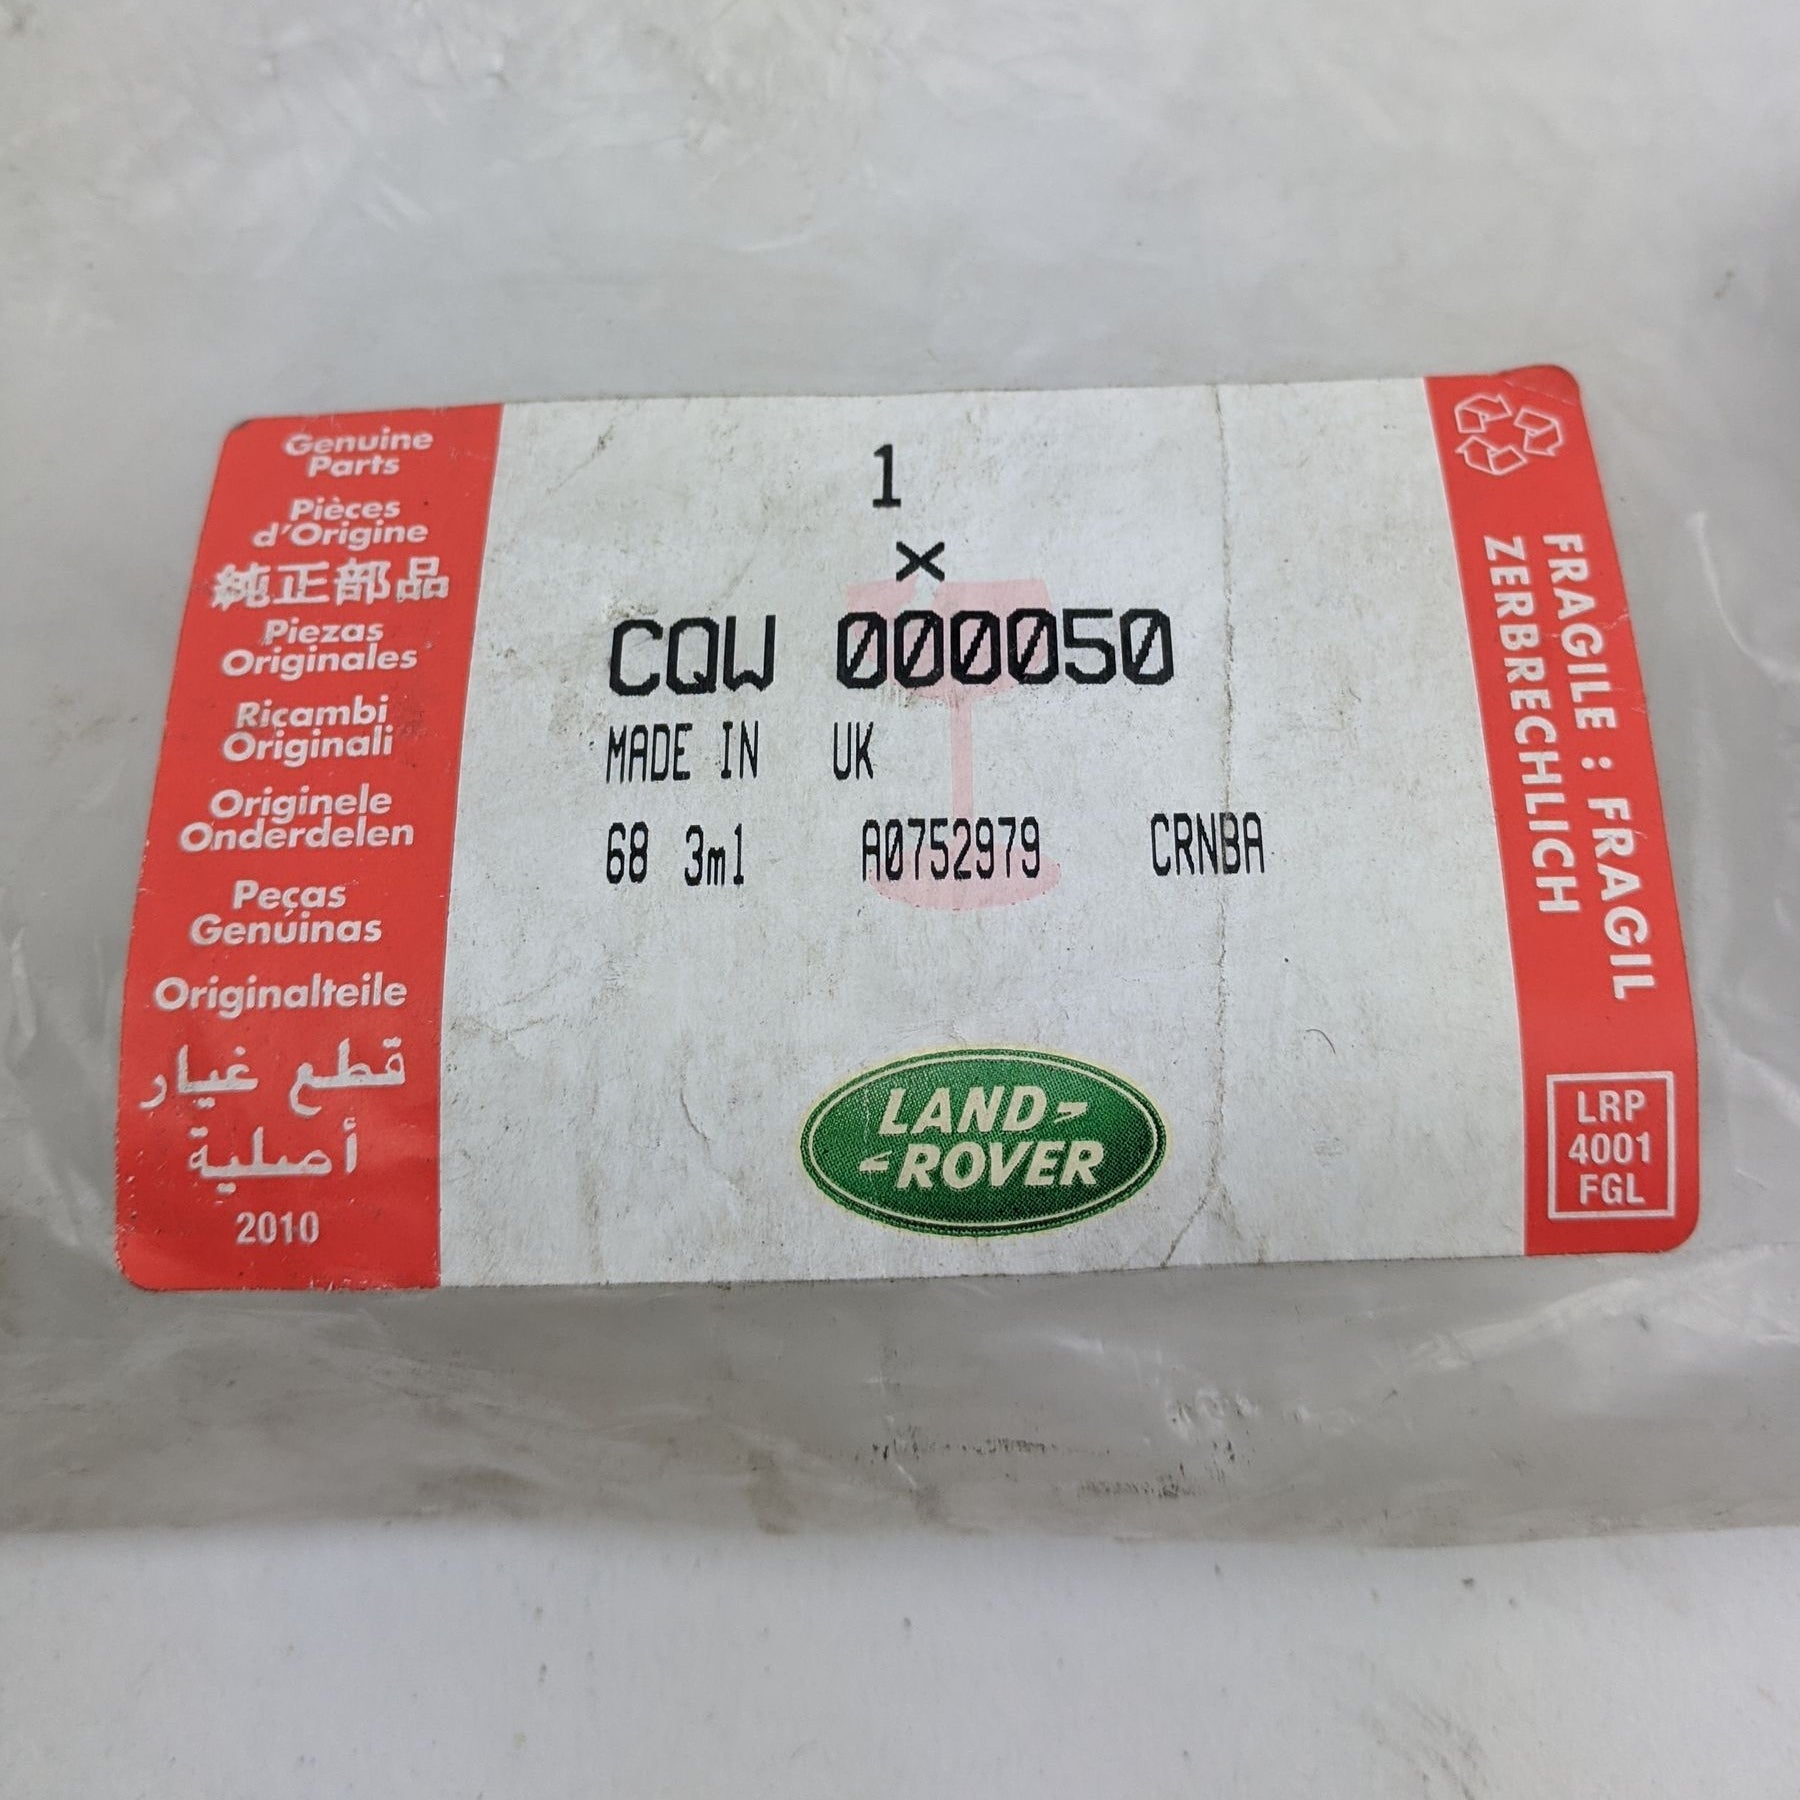 Genuine
Parts
Pièces
d'Origine
純正部品
Piezas
Originales
Ricambi
Originali
Originele
Onderdelen
Peças
Genúinas
Originalteile
قطع غيار
أصلية
2010
1
×
CQW 000050
MADE IN UK
68 3m1 A0752979 CRNBA
LAND-
-ROVER
FRAGILE : FRAGIL
ZERBRECHLICH
LRP
4001
FGL